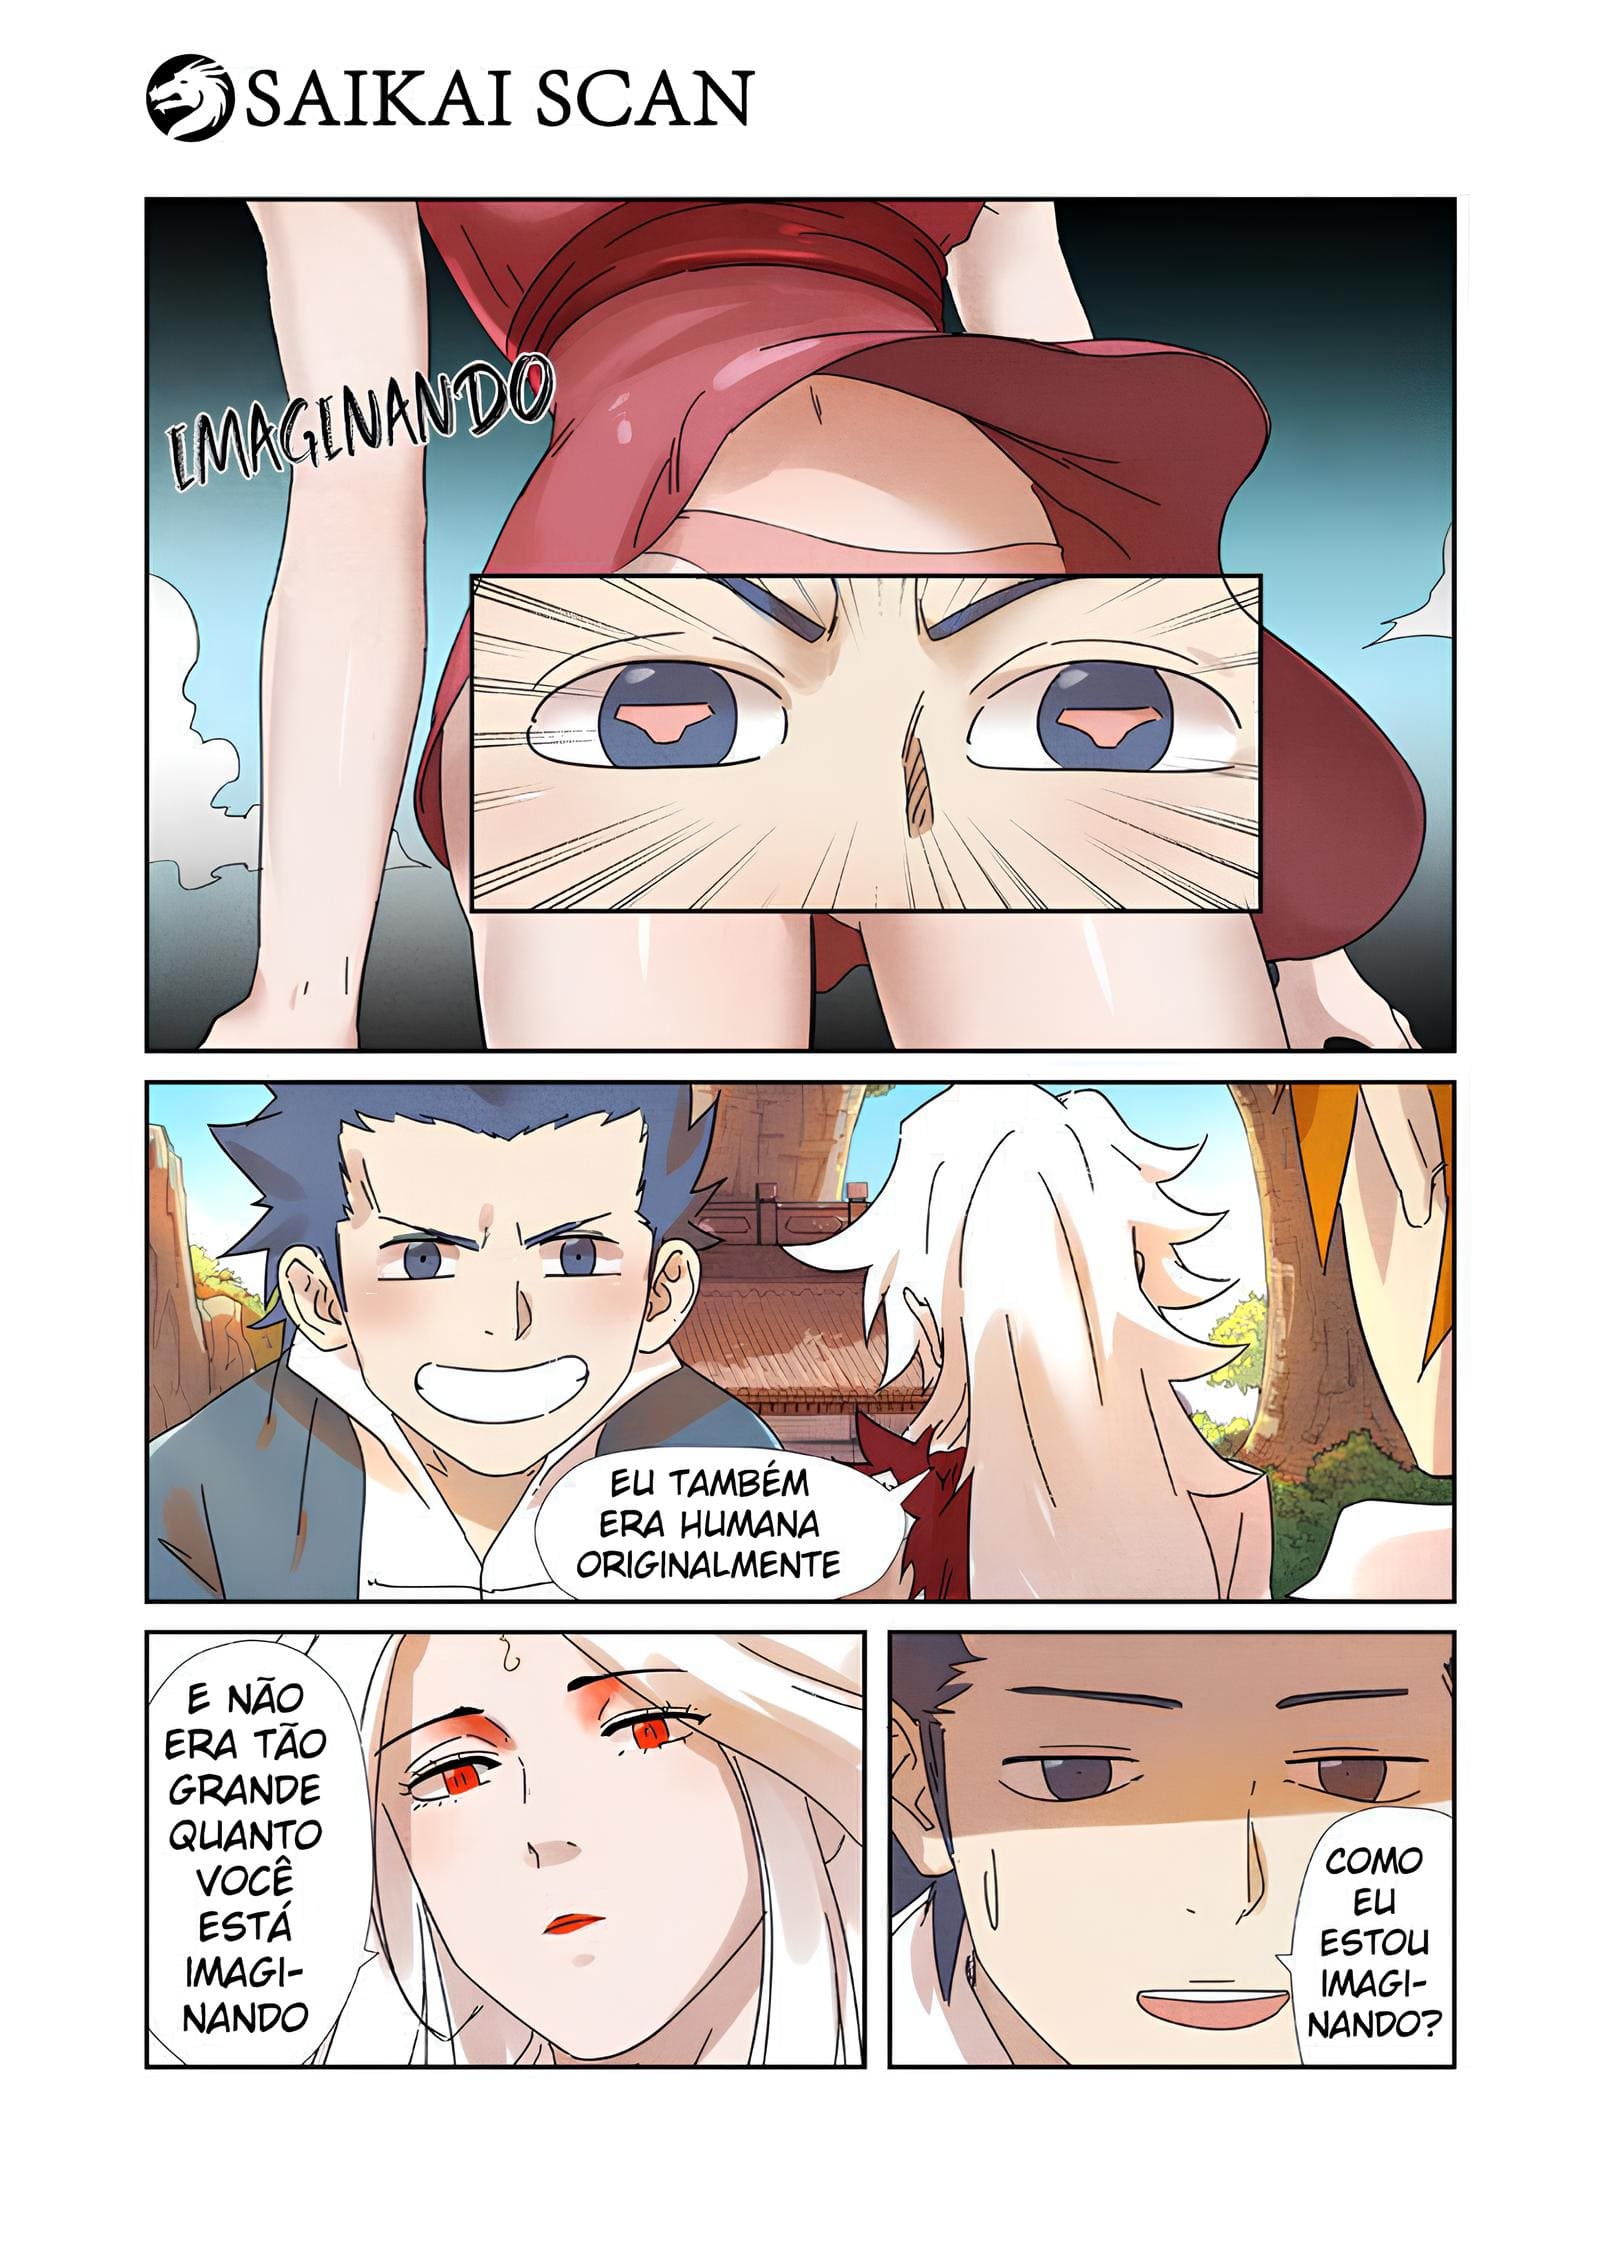 SAIKAI SCAN
IMAGINANDO
EU TAMBÉM
ERA HUMANA
ORIGINALMENTE
E NÃO
ERA TÃO
GRANDE
QUANTO
VOCÊ
ESTÁ
IMAGI-
NANDO
COMO
EU
ESTOU
IMAGI-
NANDO?